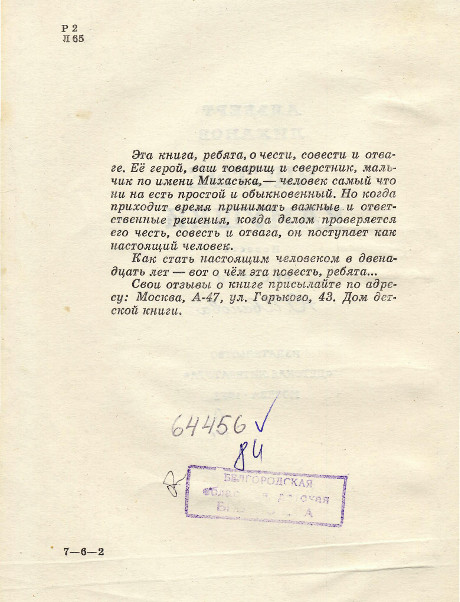 Р 2
Л 65
Эта книга, ребята, о чести, совести и отва-
ге. Её герой, ваш товарищ и сверстник, маль-
чик по имени Михаська,— человек самый что
ни на есть простой и обыкновенный. Но когда
приходит время принимать важные и ответ-
ственные решения, когда делом проверяется
его честь, совесть и отвага, он поступает как
настоящий человек.
Как стать настоящим человеком в двена-
дцать лет — вот о чём эта повесть, ребята...
Свои отзывы о книге присылайте по адре-
су: Москва, А-47, ул. Горького, 43. Дом дет-
ской книги.
64456
84
БЕЛГОРОДСКАЯ
7—6—2